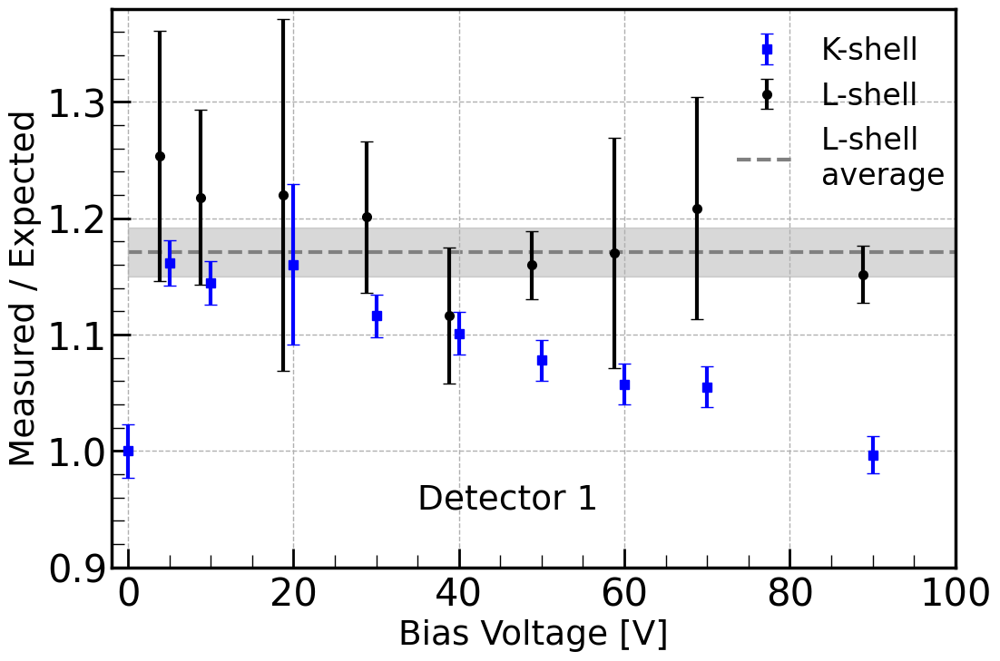 Measured / Expected
1.3
1.2
1.1
1.0
0.9
K-shell
L-shell
L-shell
average
Detector 1
0 20 40 60 80 100
Bias Voltage [V]